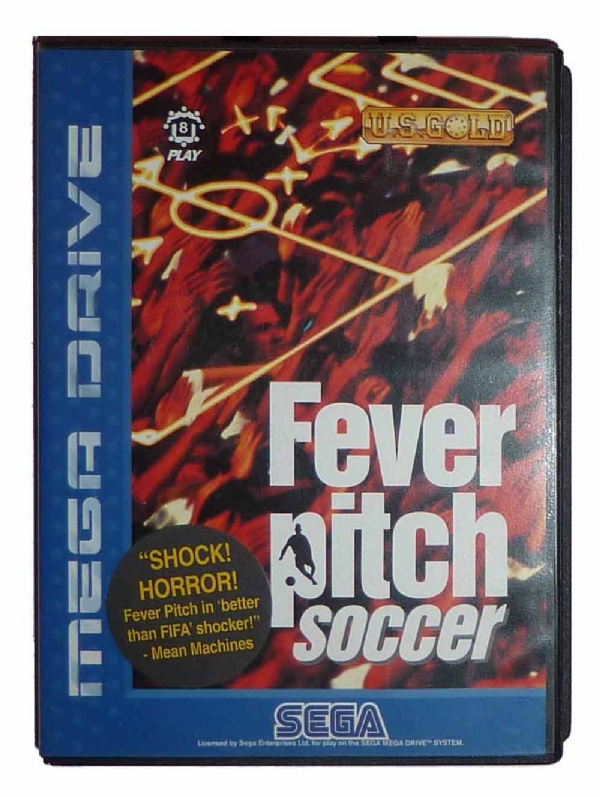 MEGA DRIVE
8
PLAY
U.S. GOLD
Fever
pitch
soccer
"SHOCK!
HORROR!
Fever Pitch in 'better
than FIFA' shocker!"
- Mean Machines
SEGA
Licensed by Sega Enterprises Ltd. for play on the SEGA MEGA DRIVE™ SYSTEM.